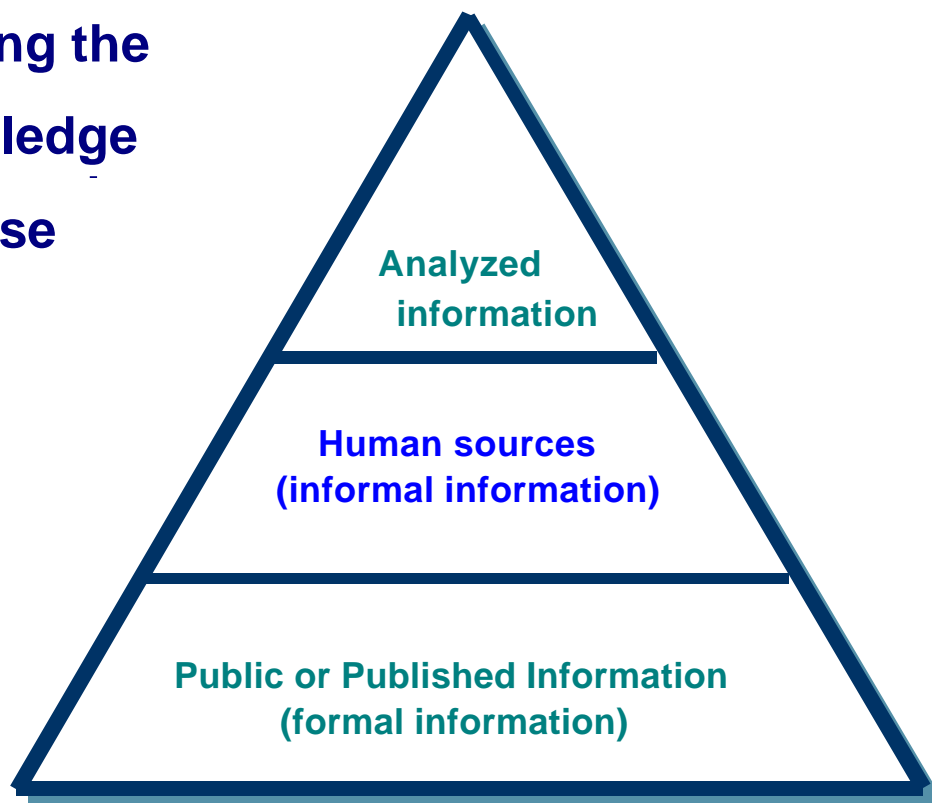 ng the
ledge
se
Analyzed
information
Human sources
(informal information)
Public or Published Information
(formal information)